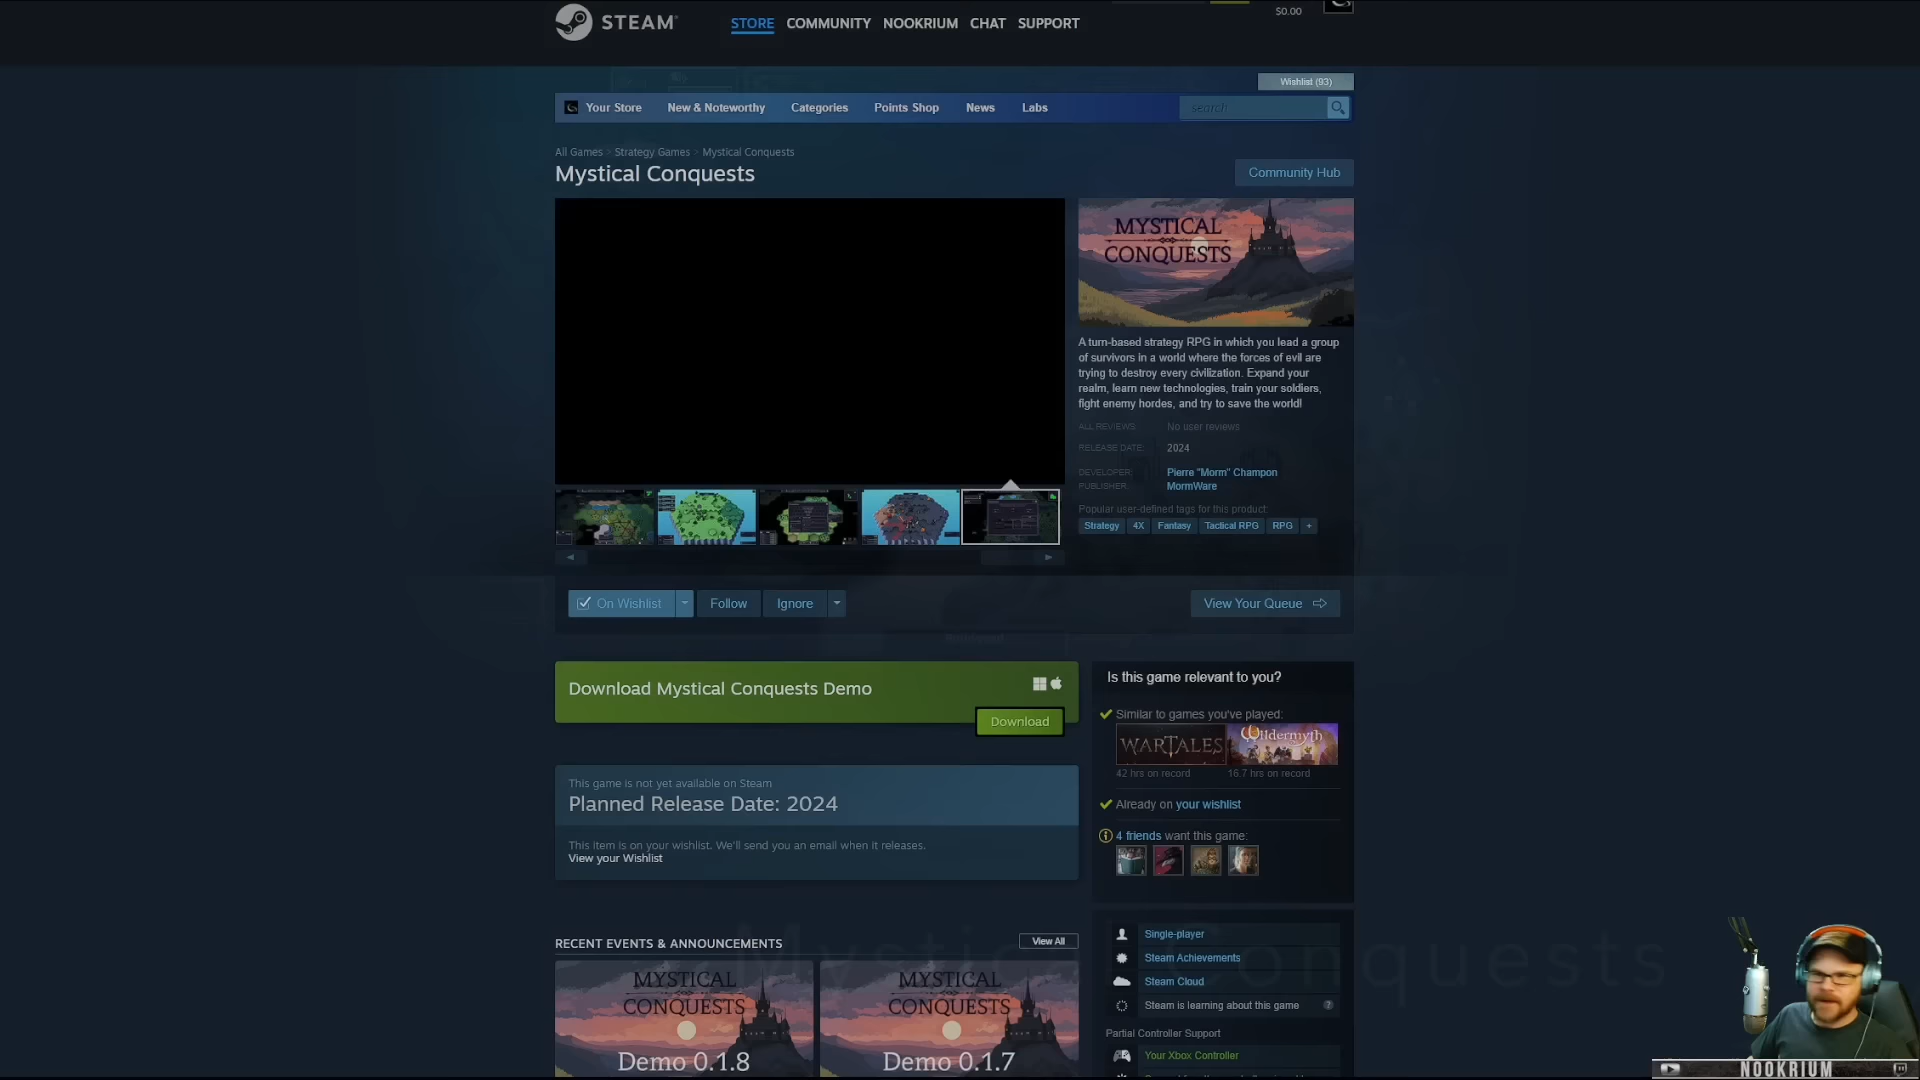 $0.00
STEAM
STORE COMMUNITY NOOKRIUM CHAT SUPPORT
Wishlist (93)
Your Store New & Noteworthy Categories Points Shop News Labs search
All Games > Strategy Games > Mystical Conquests
Mystical Conquests
Community Hub
MYSTICAL
CONQUESTS
A turn-based strategy RPG in which you lead a group
of survivors in a world where the forces of evil are
trying to destroy every civilization. Expand your
realm, learn new technologies, train your soldiers,
fight enemy hordes, and try to save the world!
ALL REVIEWS: No user reviews
RELEASE DATE: 2024
DEVELOPER: Pierre "Morm" Champon
PUBLISHER: MormWare
Popular user-defined tags for this product:
Strategy 4X Fantasy Tactical RPG RPG +
On Wishlist Follow Ignore View Your Queue
Download Mystical Conquests Demo
Download
Is this game relevant to you?
Similar to games you've played:
WARTALES Wildermyth
42 hrs on record 16.7 hrs on record
This game is not yet available on Steam
Planned Release Date: 2024
Already on your wishlist
4 friends want this game:
This item is on your wishlist. We'll send you an email when it releases.
View your Wishlist
RECENT EVENTS & ANNOUNCEMENTS View All
Mystical Conquests
MYSTICAL
CONQUESTS
Demo 0.1.8
MYSTICAL
CONQUESTS
Demo 0.1.7
Single-player
Steam Achievements
Steam Cloud
Steam is learning about this game ?
Partial Controller Support
Your Xbox Controller
NOOKRIUM